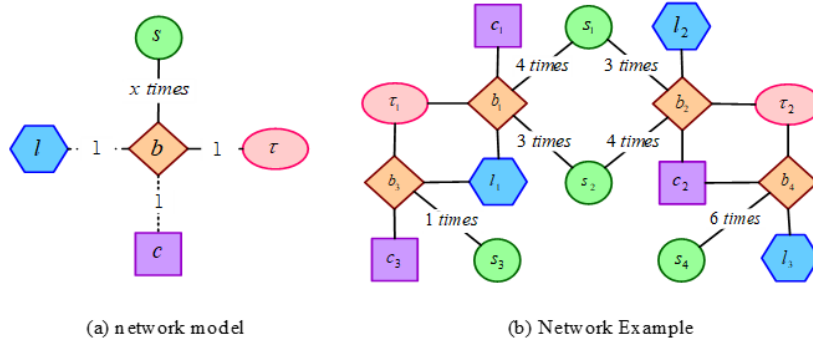 s
x times
l 1 b 1 τ
1
c
(a) network model
c₁ s₁ l₂
4 times 3 times
τ₁ b₁ b₂ τ₂
3 times 4 times
b₃ l₁ s₂ c₂ b₄
1 times 6 times
c₃ s₃ s₄ l₃
(b) Network Example